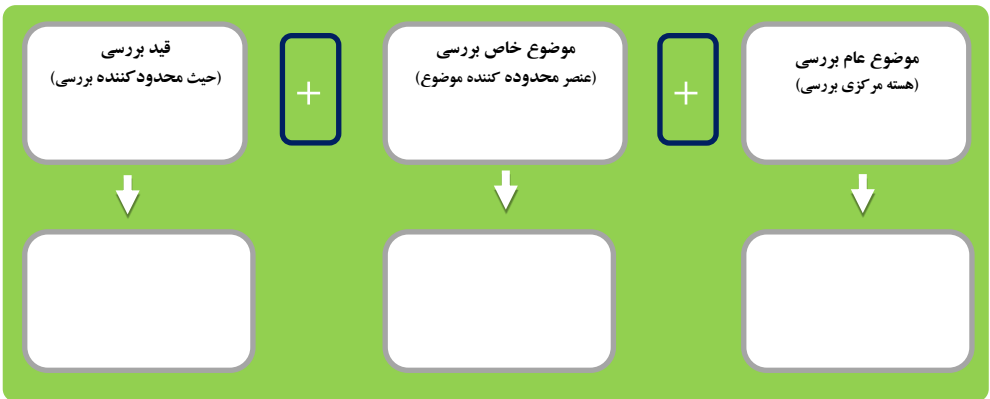 موضوع عام بررسی
(هسته مرکزی بررسی)
+
موضوع خاص بررسی
(عنصر محدوده کننده موضوع)
+
قید بررسی
(حیث محدودکننده بررسی)